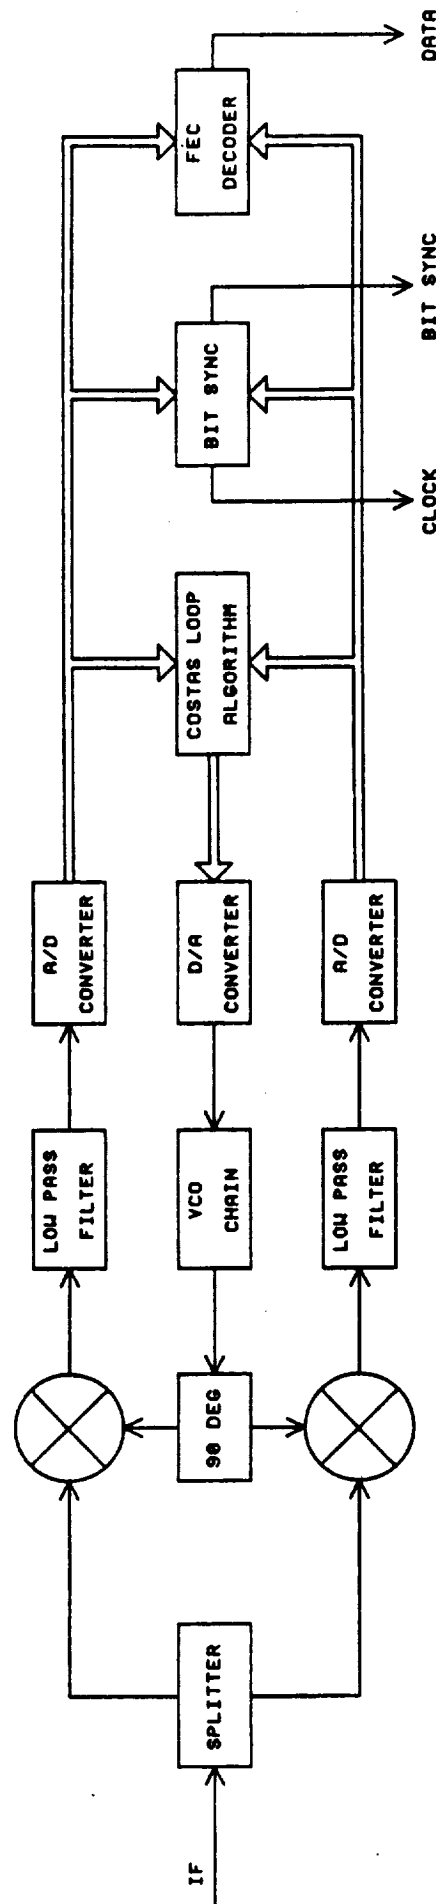 IF
SPLITTER
90 DEG
LOW PASS
FILTER
A/D
CONVERTER
VCO
CHAIN
D/A
CONVERTER
LOW PASS
FILTER
A/D
CONVERTER
COSTAS LOOP
ALGORITHM
BIT SYNC
FEC
DECODER
CLOCK
BIT SYNC
DATA